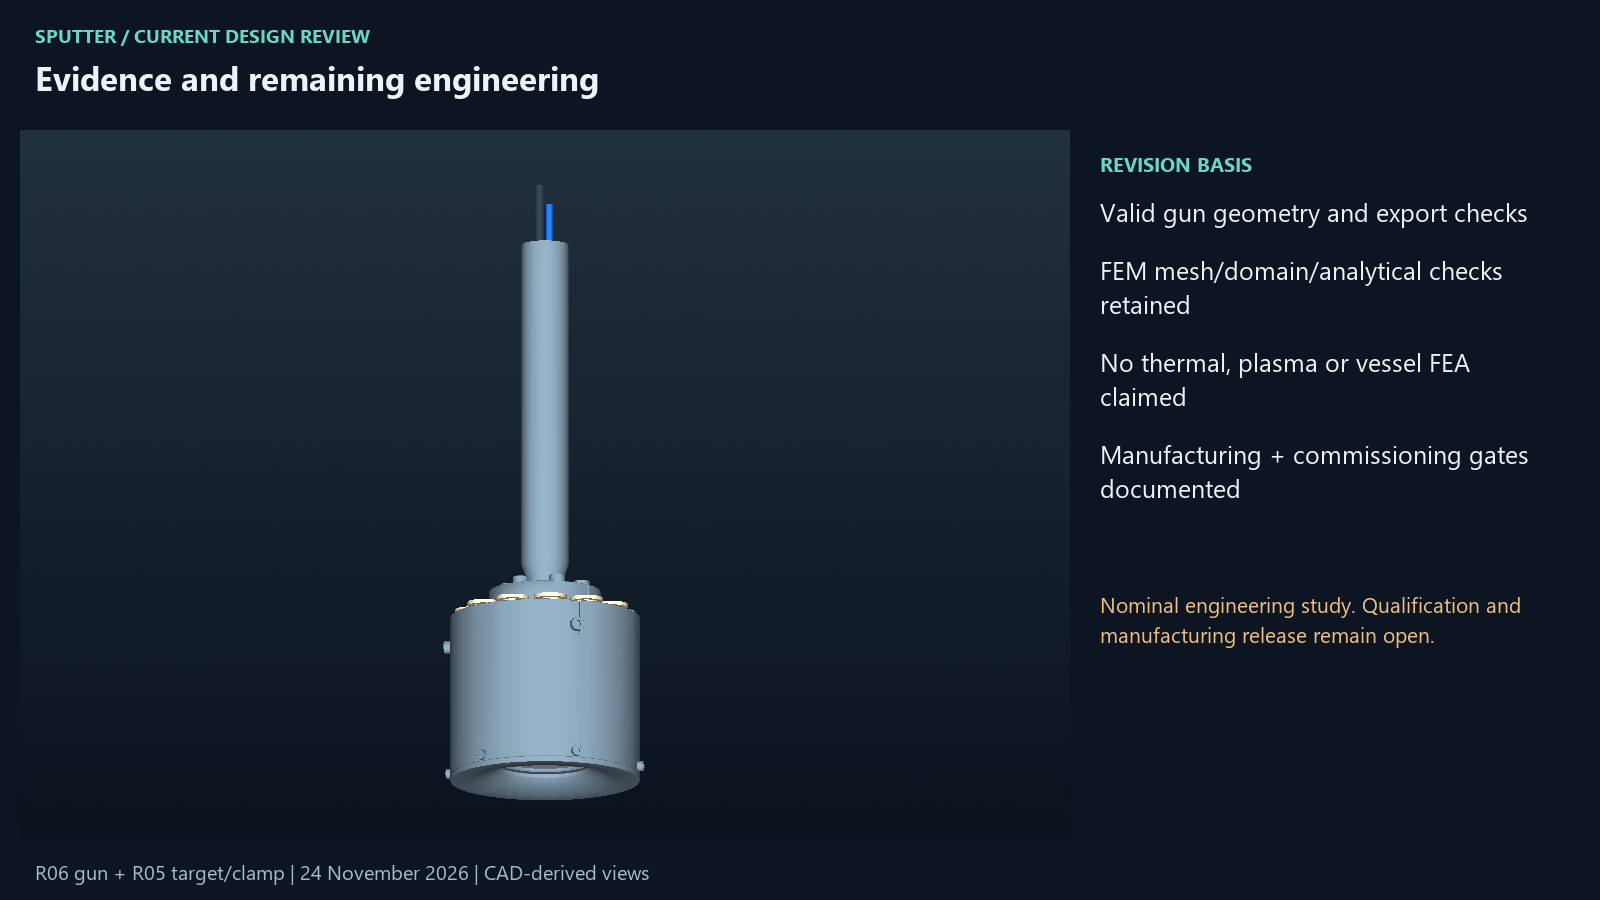 SPUTTER / CURRENT DESIGN REVIEW
Evidence and remaining engineering
REVISION BASIS
Valid gun geometry and export checks
FEM mesh/domain/analytical checks
retained
No thermal, plasma or vessel FEA
claimed
Manufacturing + commissioning gates
documented
Nominal engineering study. Qualification and
manufacturing release remain open.
R06 gun + R05 target/clamp | 24 November 2026 | CAD-derived views